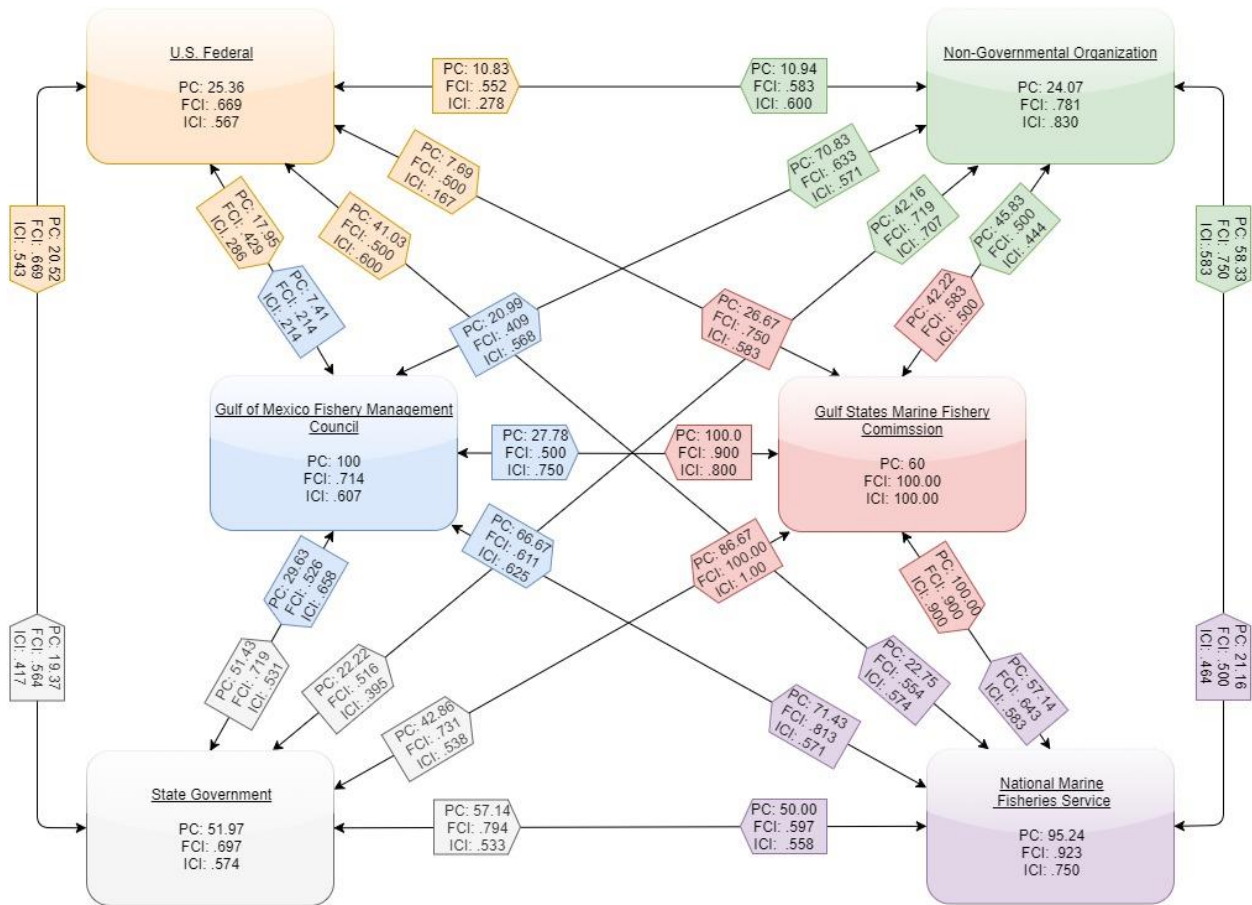 U.S. Federal
PC: 25.36
FCI: .669
ICI: .567
Non-Governmental Organization
PC: 24.07
FCI: .781
ICI: .830
PC: 10.83
FCI: .552
ICI: .278
PC: 10.94
FCI: .583
ICI: .600
PC: 7.69
FCI: .500
ICI: .167
PC: 70.83
FCI: .633
ICI: .571
PC: 17.95
FCI: .429
ICI: .286
PC: 41.03
FCI: .500
ICI: .600
PC: 42.16
FCI: .719
ICI: .707
PC: 45.83
FCI: .500
ICI: .444
PC: 20.52
FCI: .669
ICI: .543
PC: 58.33
FCI: .750
ICI: .583
PC: 7.41
FCI: .214
ICI: .214
PC: 20.99
FCI: .409
ICI: .568
PC: 26.67
FCI: .750
ICI: .583
PC: 42.22
FCI: .583
ICI: .500
Gulf of Mexico Fishery Management
Council
PC: 100
FCI: .714
ICI: .607
PC: 27.78
FCI: .500
ICI: .750
PC: 100.0
FCI: .900
ICI: .800
Gulf States Marine Fishery
Comimssion
PC: 60
FCI: 100.00
ICI: 100.00
PC: 29.63
FCI: .526
ICI: .658
PC: 66.67
FCI: .611
ICI: .625
PC: 86.67
FCI: 100.00
ICI: 1.00
PC: 100.00
FCI: .900
ICI: .900
PC: 19.37
FCI: .564
ICI: .417
PC: 51.43
FCI: .719
ICI: .531
PC: 22.22
FCI: .516
ICI: .395
PC: 42.86
FCI: .731
ICI: .538
PC: 71.43
FCI: .813
ICI: .571
PC: 22.75
FCI: .554
ICI: .574
PC: 57.14
FCI: .643
ICI: .583
PC: 21.16
FCI: .500
ICI: .464
State Government
PC: 51.97
FCI: .697
ICI: .574
PC: 57.14
FCI: .794
ICI: .533
PC: 50.00
FCI: .597
ICI: .558
National Marine
Fisheries Service
PC: 95.24
FCI: .923
ICI: .750